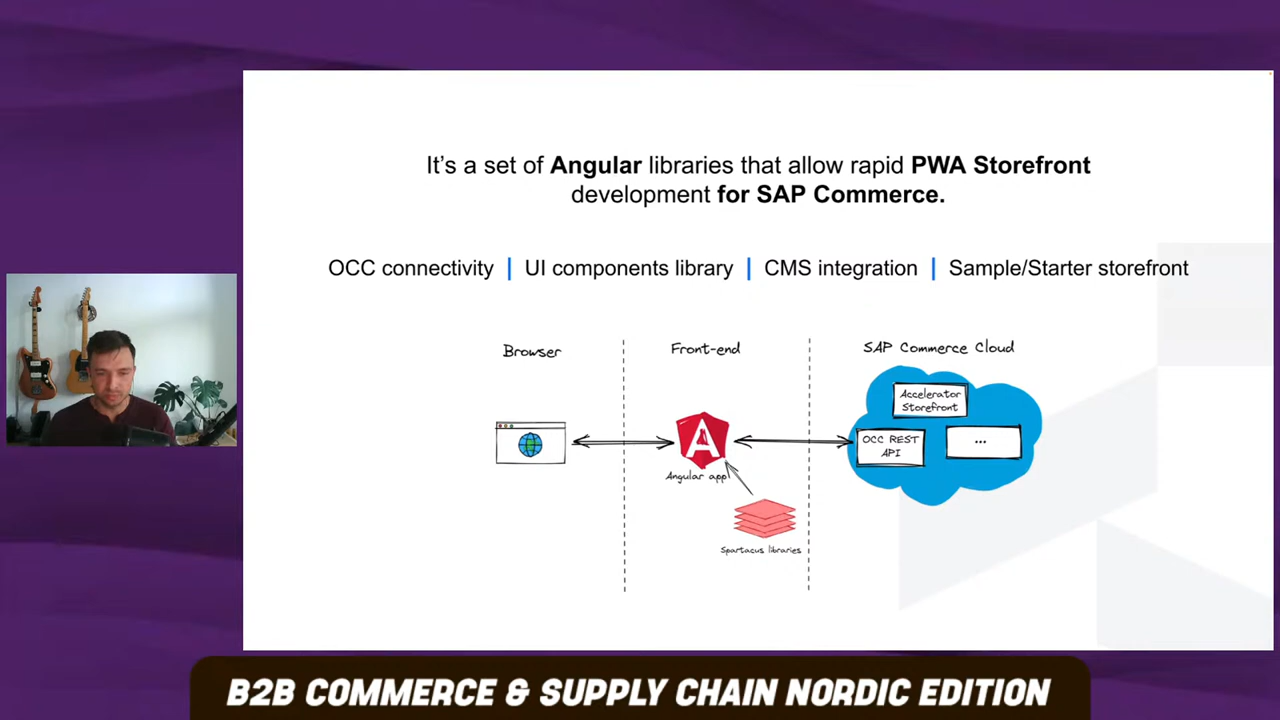 It's a set of Angular libraries that allow rapid PWA Storefront
development for SAP Commerce.
OCC connectivity | UI components library | CMS integration | Sample/Starter storefront
Browser
Front-end
SAP Commerce Cloud
Accelerator
Storefront
OCC REST
API
...
A
Angular app
Spartacus libraries
B2B COMMERCE & SUPPLY CHAIN NORDIC EDITION